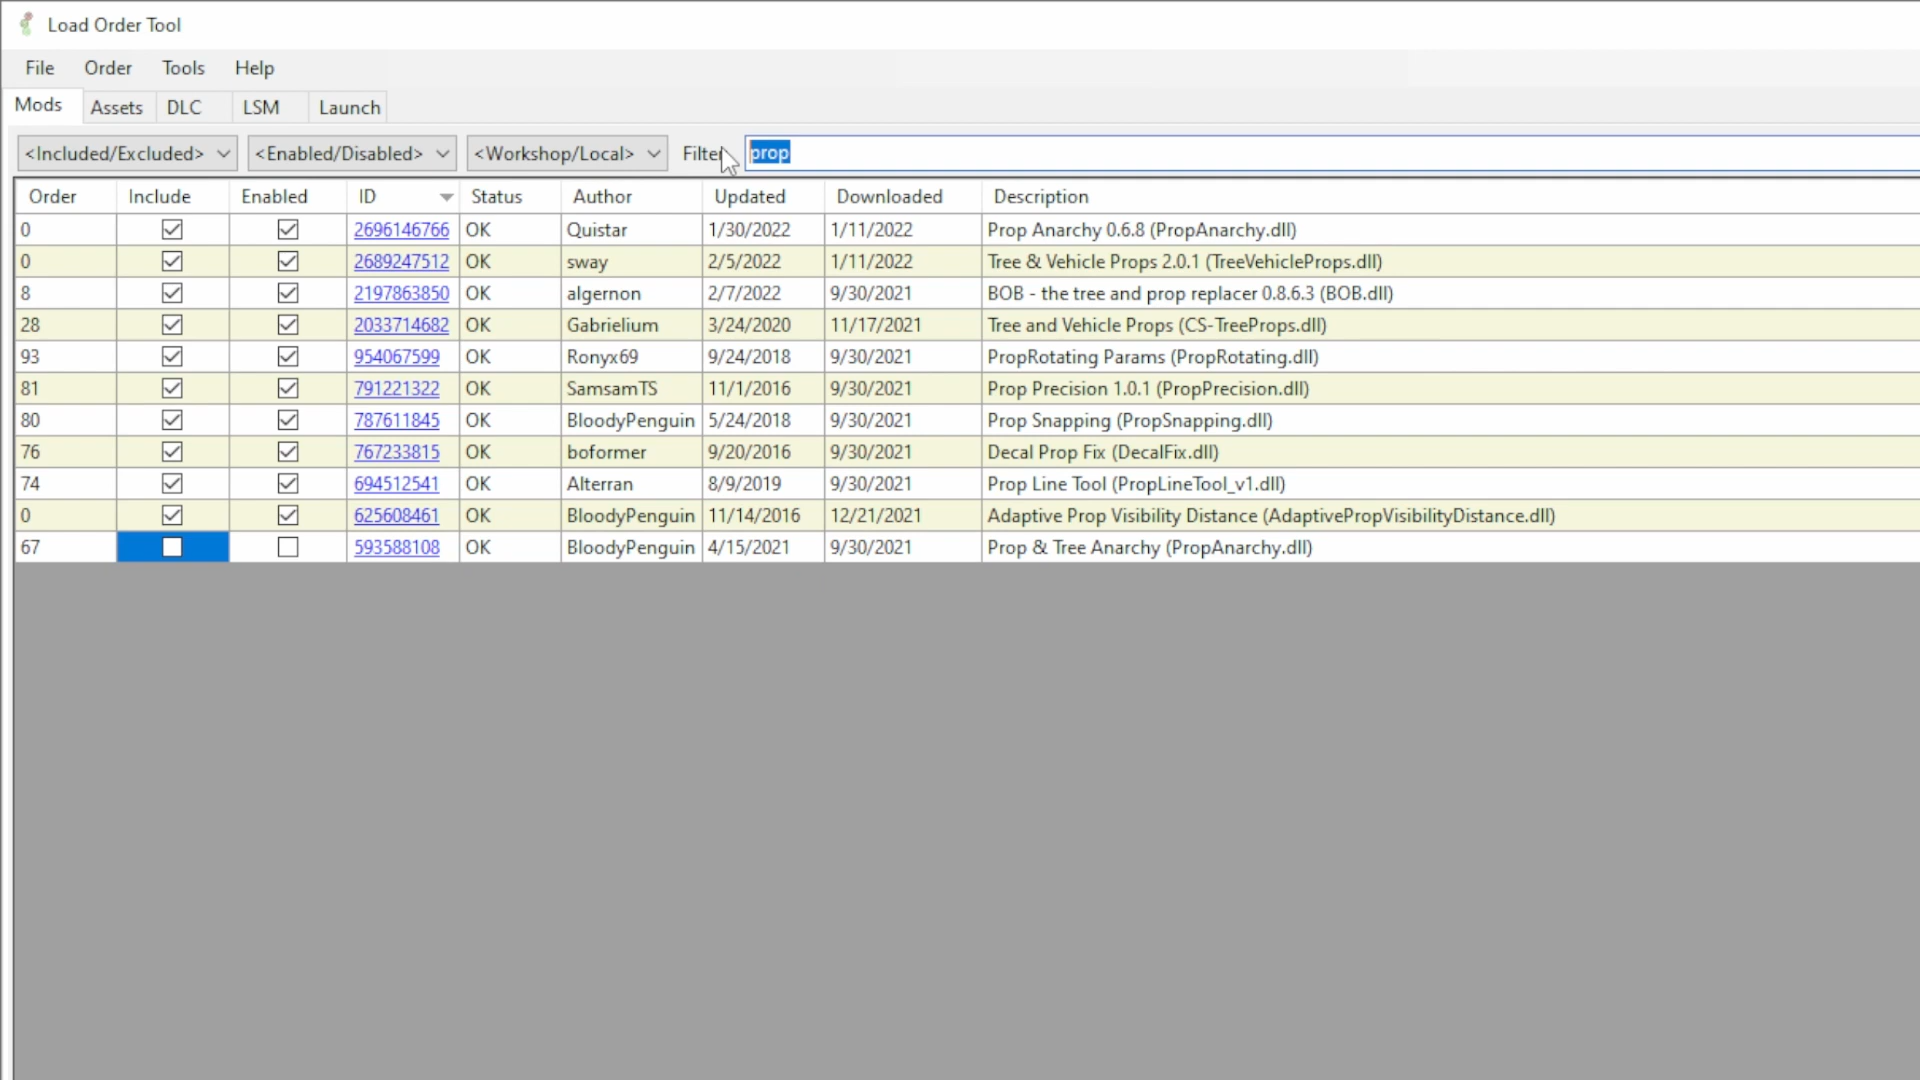 Load Order Tool
File Order Tools Help
Mods Assets DLC LSM Launch
<Included/Excluded> <Enabled/Disabled> <Workshop/Local> Filter prop
Order Include Enabled ID Status Author Updated Downloaded Description
0 2696146766 OK Quistar 1/30/2022 1/11/2022 Prop Anarchy 0.6.8 (PropAnarchy.dll)
0 2689247512 OK sway 2/5/2022 1/11/2022 Tree & Vehicle Props 2.0.1 (TreeVehicleProps.dll)
8 2197863850 OK algernon 2/7/2022 9/30/2021 BOB - the tree and prop replacer 0.8.6.3 (BOB.dll)
28 2033714682 OK Gabrielium 3/24/2020 11/17/2021 Tree and Vehicle Props (CS-TreeProps.dll)
93 954067599 OK Ronyx69 9/24/2018 9/30/2021 PropRotating Params (PropRotating.dll)
81 791221322 OK SamsamTS 11/1/2016 9/30/2021 Prop Precision 1.0.1 (PropPrecision.dll)
80 787611845 OK BloodyPenguin 5/24/2018 9/30/2021 Prop Snapping (PropSnapping.dll)
76 767233815 OK boformer 9/20/2016 9/30/2021 Decal Prop Fix (DecalFix.dll)
74 694512541 OK Alterran 8/9/2019 9/30/2021 Prop Line Tool (PropLineTool_v1.dll)
0 625608461 OK BloodyPenguin 11/14/2016 12/21/2021 Adaptive Prop Visibility Distance (AdaptivePropVisibilityDistance.dll)
67 593588108 OK BloodyPenguin 4/15/2021 9/30/2021 Prop & Tree Anarchy (PropAnarchy.dll)